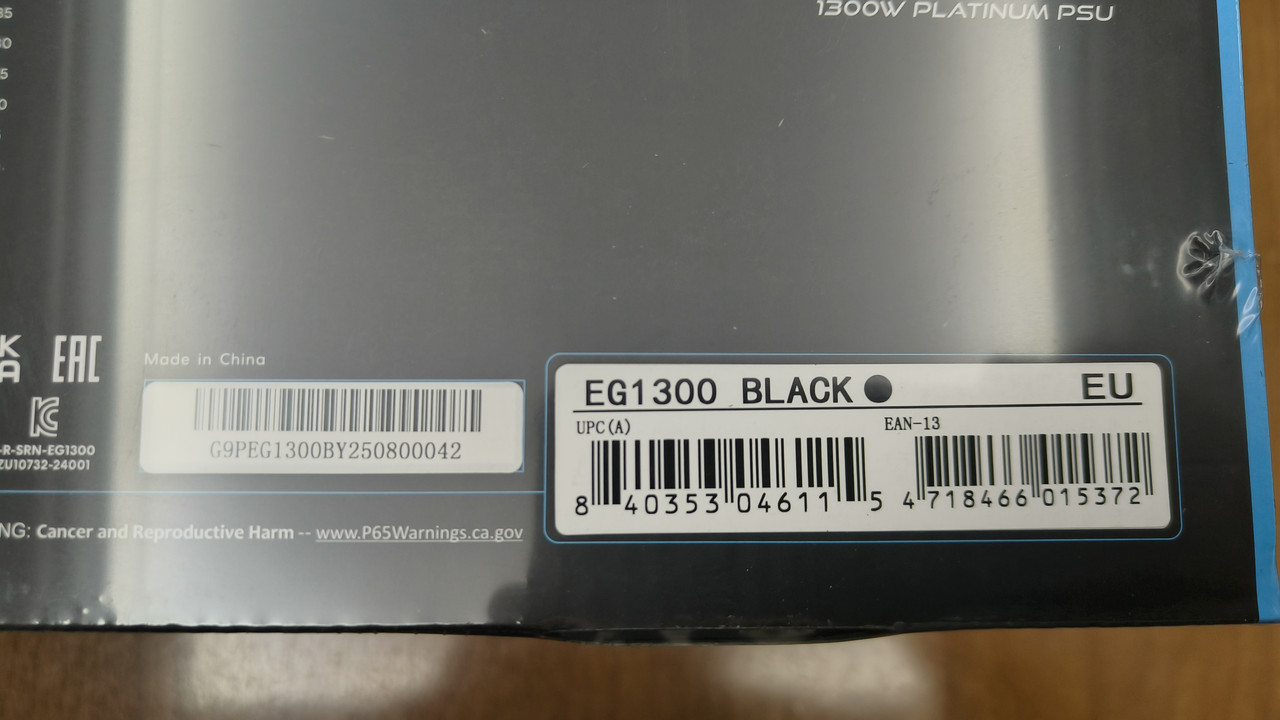 1300W PLATINUM PSU
EAC
Made in China
EG1300 BLACK
EU
UPC(A)
EAN-13
G9PEG1300BY250800042
8 40353 04611 5
4 718466 015372
-R-SRN-EG1300
ZU10732-24001
NG: Cancer and Reproductive Harm -- www.P65Warnings.ca.gov